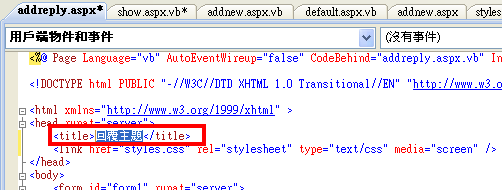 addreply.aspx* show.aspx.vb* addnew.aspx.vb default.aspx.vb addnew.aspx styles
用戶端物件和事件 (沒有事件)
<%@ Page Language="vb" AutoEventWireup="false" CodeBehind="addreply.aspx.vb" In
<!DOCTYPE html PUBLIC "-//W3C//DTD XHTML 1.0 Transitional//EN" "http://www.w3.o
<html xmlns="http://www.w3.org/1999/xhtml" >
<head runat="server">
<title>回覆主題</title>
<link href="styles.css" rel="stylesheet" type="text/css" media="screen" />
</head>
<body>
<form id="form1" runat="server">